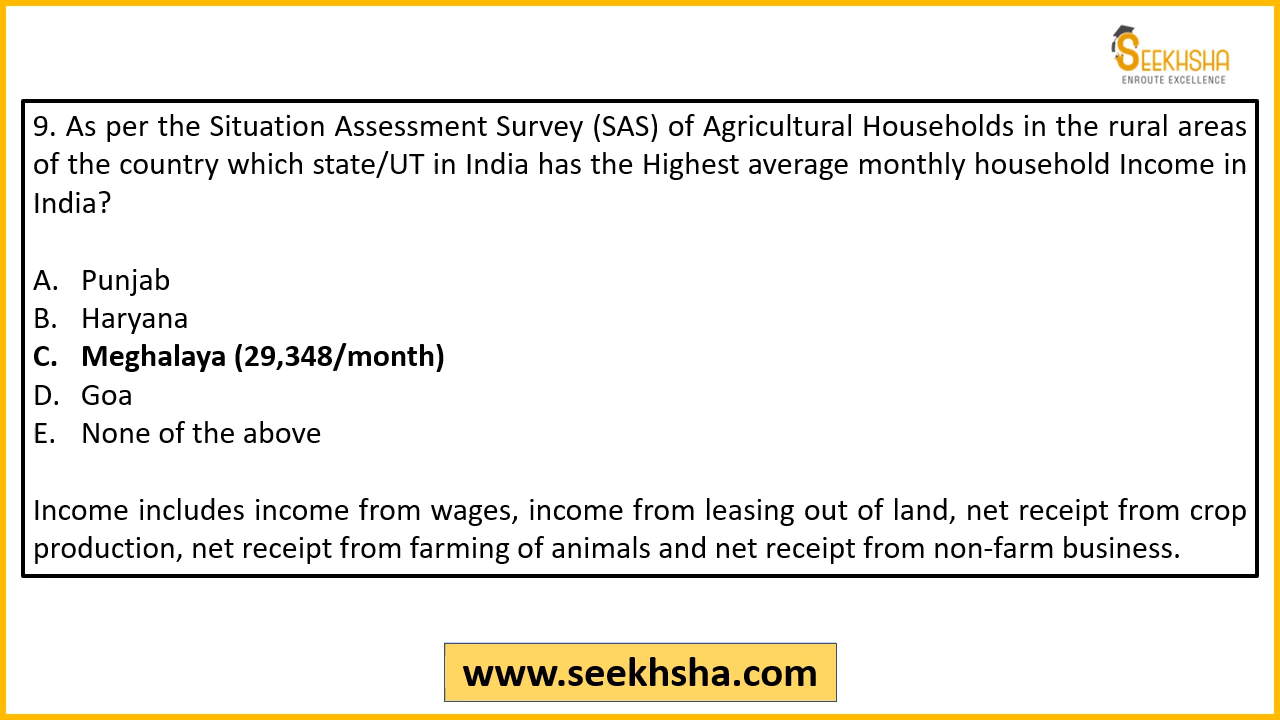 SEEKHSHA
ENROUTE EXCELLENCE
9. As per the Situation Assessment Survey (SAS) of Agricultural Households in the rural areas
of the country which state/UT in India has the Highest average monthly household Income in
India?
A. Punjab
B. Haryana
C. Meghalaya (29,348/month)
D. Goa
E. None of the above
Income includes income from wages, income from leasing out of land, net receipt from crop
production, net receipt from farming of animals and net receipt from non-farm business.
www.seekhsha.com